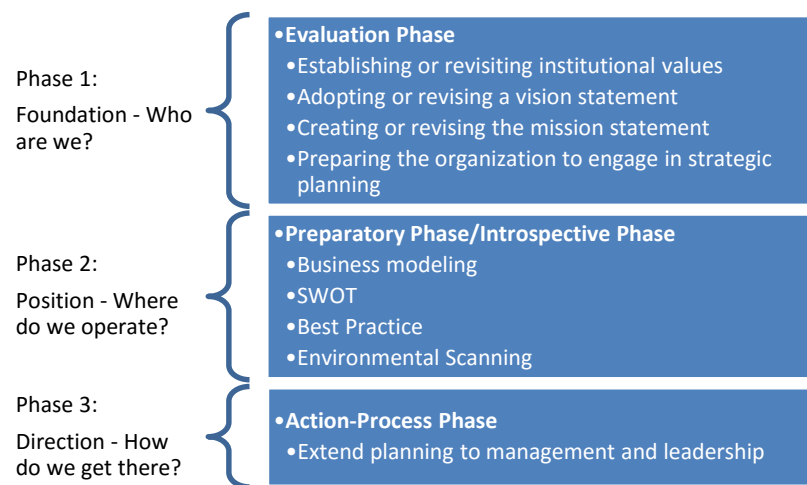 Phase 1:
Foundation - Who
are we?
•Evaluation Phase
•Establishing or revisiting institutional values
•Adopting or revising a vision statement
•Creating or revising the mission statement
•Preparing the organization to engage in strategic
planning
Phase 2:
Position - Where
do we operate?
•Preparatory Phase/Introspective Phase
•Business modeling
•SWOT
•Best Practice
•Environmental Scanning
Phase 3:
Direction - How
do we get there?
•Action-Process Phase
•Extend planning to management and leadership